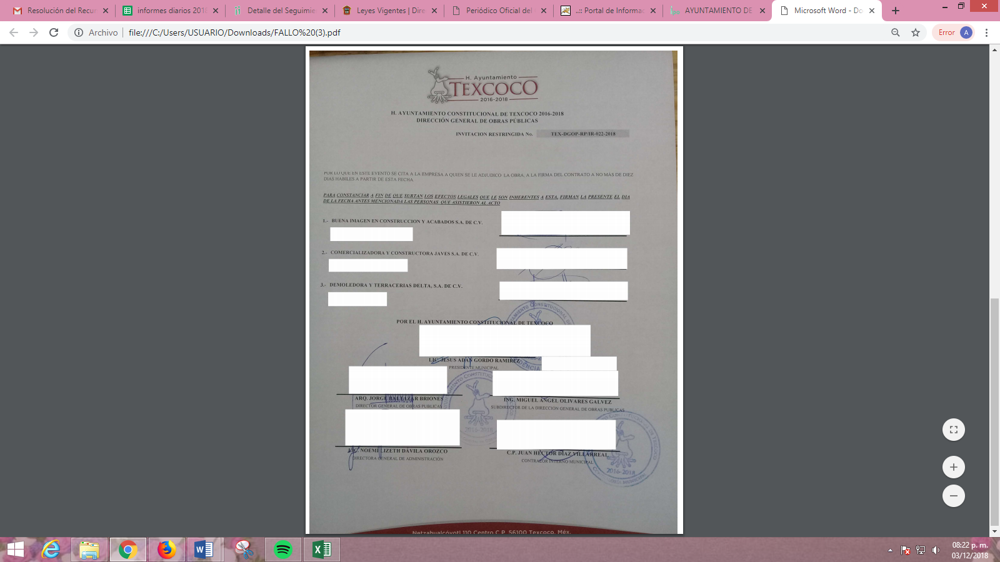 Resolución del Recur
informes diarios 2018
Detalle del Seguimie
Leyes Vigentes | Dire
Periódico Oficial del
..:: Portal de Informac
AYUNTAMIENTO DE
Microsoft Word - Do
Archivo
file:///C:/Users/USUARIO/Downloads/FALLO%20(3).pdf
Error
A
H. Ayuntamiento
TEXCOCO
2016-2018
H. AYUNTAMIENTO CONSTITUCIONAL DE TEXCOCO 2016-2018
DIRECCIÓN GENERAL DE OBRAS PÚBLICAS
INVITACION RESTRINGIDA No. TEX-DGOP-RP/IR-022-2018
POR LO QUE EN ESTE EVENTO SE CITA A LA EMPRESA A QUIEN SE LE ADJUDICO LA OBRA, A LA FIRMA DEL CONTRATO A NO MAS DE DIEZ
DIAS HABILES A PARTIR DE ESTA FECHA.
PARA CONSTANCIAR A FIN DE QUE SURTAN LOS EFECTOS LEGALES QUE LE SON INHERENTES A ESTA, FIRMAN LA PRESENTE EL DIA
DE LA FECHA ANTES MENCIONADA LAS PERSONAS QUE ASISTIERON AL ACTO
1.- BUENA IMAGEN EN CONSTRUCCION Y ACABADOS S.A. DE C.V.
2.- COMERCIALIZADORA Y CONSTRUCTORA JAVES S.A. DE C.V.
3.- DEMOLEDORA Y TERRACERIAS DELTA, S.A. DE C.V.
POR EL H. AYUNTAMIENTO CONSTITUCIONAL DE TEXCOCO
LIC. JESUS ADAN GORDO RAMIREZ
PRESIDENTE MUNICIPAL
ARQ. JORGE BALTAZAR BRIONES
DIRECTOR GENERAL DE OBRAS PUBLICAS
ING. MIGUEL ANGEL OLIVARES GALVEZ
SUBDIRECTOR DE LA DIRECCION GENERAL DE OBRAS PUBLICAS
2016-2018
LIC. NOEMI LIZETH DÁVILA OROZCO
DIRECTORA GENERAL DE ADMINISTRACIÓN
C.P. JUAN HÉCTOR DÍAZ VILLARREAL
CONTRALOR INTERNO MUNICIPAL
2016-2018
Netzahualcóyotl 110 Centro C.P. 56100 Texcoco, Méx.
08:22 p. m.
03/12/2018